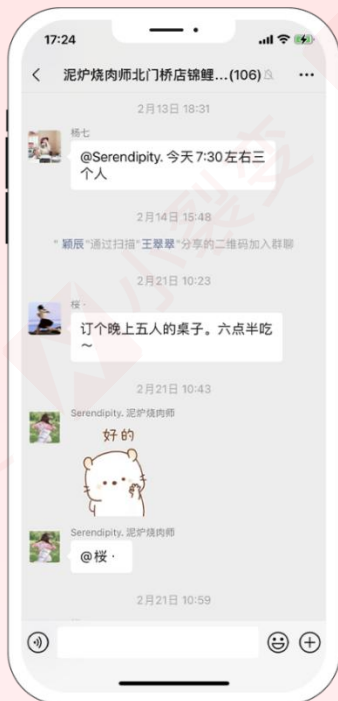 17:24
泥炉烧肉师北门桥店锦鲤...(106)
2月13日 18:31
杨七
@Serendipity. 今天7:30左右三
个人
2月14日 15:48
"颖辰"通过扫描"王翠翠"分享的二维码加入群聊
2月21日 10:23
桜·
订个晚上五人的桌子。六点半吃
~
2月21日 10:43
Serendipity. 泥炉烧肉师
好的
Serendipity. 泥炉烧肉师
@桜·
2月21日 10:59
小裂变